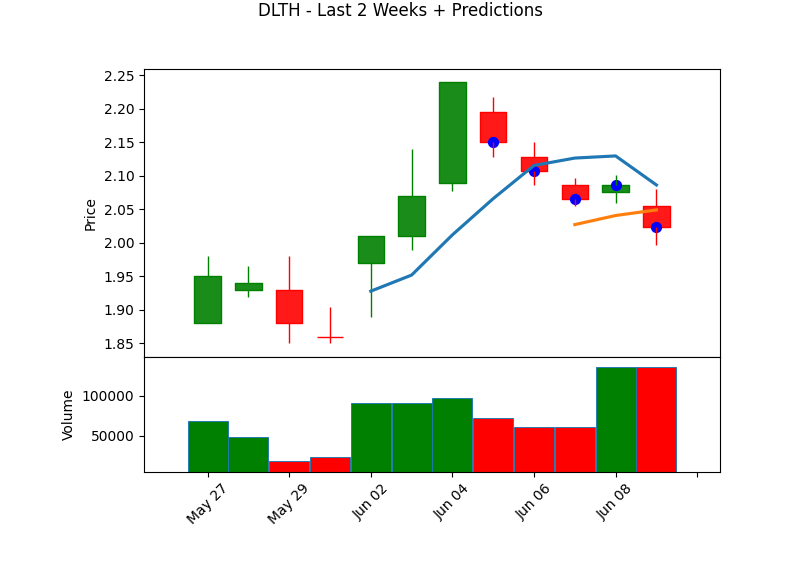 DLTH - Last 2 Weeks + Predictions
2.25
2.20
2.15
2.10
2.05
2.00
1.95
1.90
1.85
Price
100000
50000
Volume
May 27
May 29
Jun 02
Jun 04
Jun 06
Jun 08